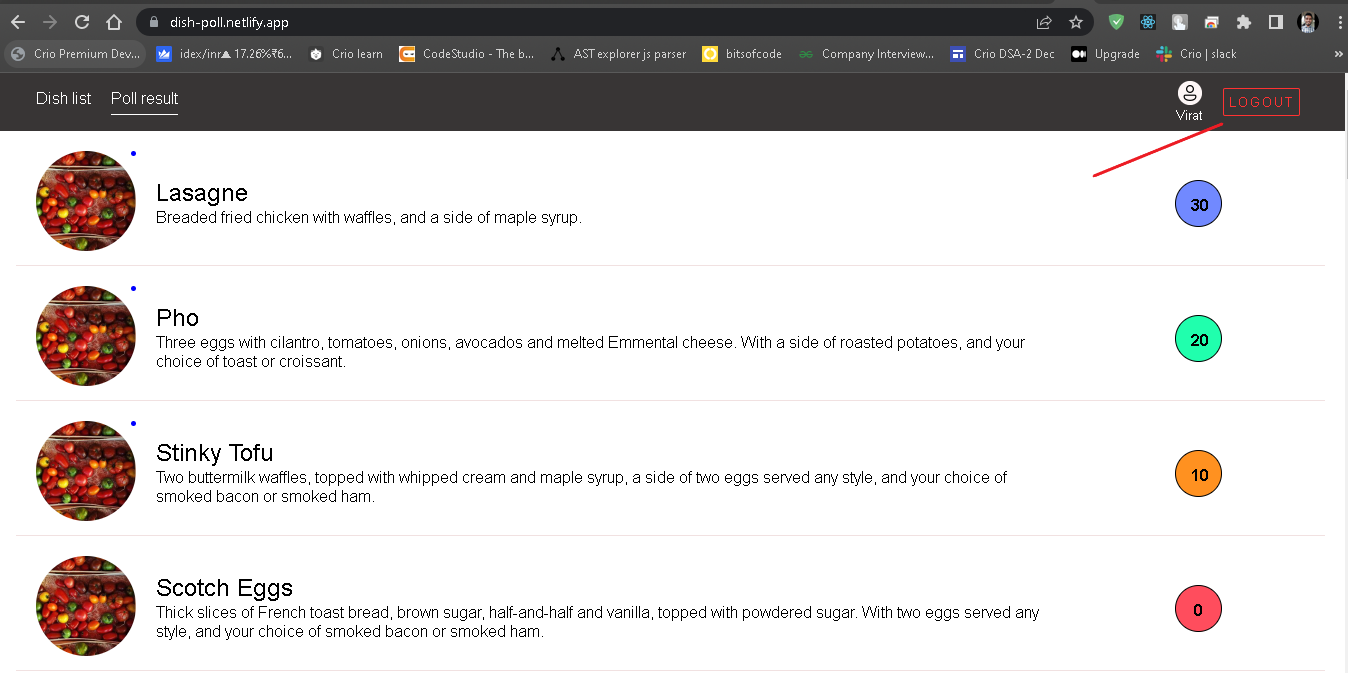 dish-poll.netlify.app
Crio Premium Dev... idex/inr▲ 17.26%₹6... Crio learn CodeStudio - The b... AST explorer js parser bitsofcode Company Interview... Crio DSA-2 Dec Upgrade Crio | slack »
Dish list Poll result Virat LOGOUT
Lasagne
Breaded fried chicken with waffles, and a side of maple syrup.
30
Pho
Three eggs with cilantro, tomatoes, onions, avocados and melted Emmental cheese. With a side of roasted potatoes, and your
choice of toast or croissant.
20
Stinky Tofu
Two buttermilk waffles, topped with whipped cream and maple syrup, a side of two eggs served any style, and your choice of
smoked bacon or smoked ham.
10
Scotch Eggs
Thick slices of French toast bread, brown sugar, half-and-half and vanilla, topped with powdered sugar. With two eggs served any
style, and your choice of smoked bacon or smoked ham.
0